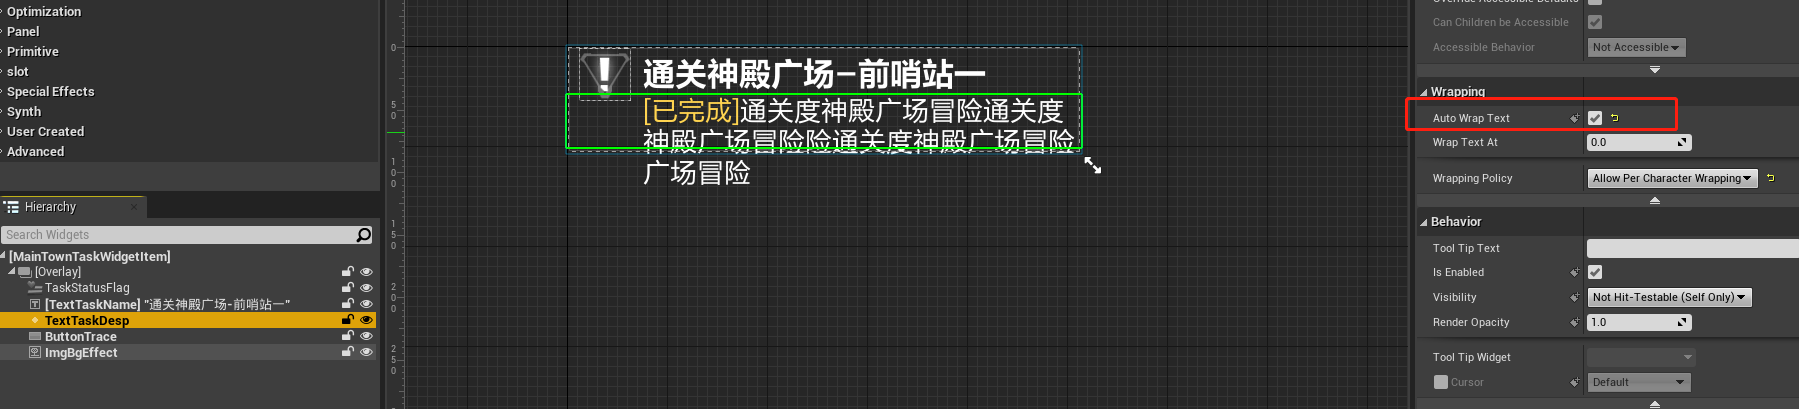 Optimization
Panel
Primitive
slot
Special Effects
Synth
User Created
Advanced
Hierarchy
Search Widgets
[MainTownTaskWidgetItem]
[Overlay]
TaskStatusFlag
[TextTaskName] "通关神殿广场-前哨站一"
TextTaskDesp
ButtonTrace
ImgBgEffect
0
50
100
150
200
250
通关神殿广场-前哨站一
[已完成]通关度神殿广场冒险通关度
神殿广场冒险险通关度神殿广场冒险
广场冒险
Override Accessible Defaults
Can Children be Accessible
Accessible Behavior
Not Accessible
Wrapping
Auto Wrap Text
Wrap Text At
0.0
Wrapping Policy
Allow Per Character Wrapping
Behavior
Tool Tip Text
Is Enabled
Visibility
Not Hit-Testable (Self Only)
Render Opacity
1.0
Tool Tip Widget
Cursor
Default